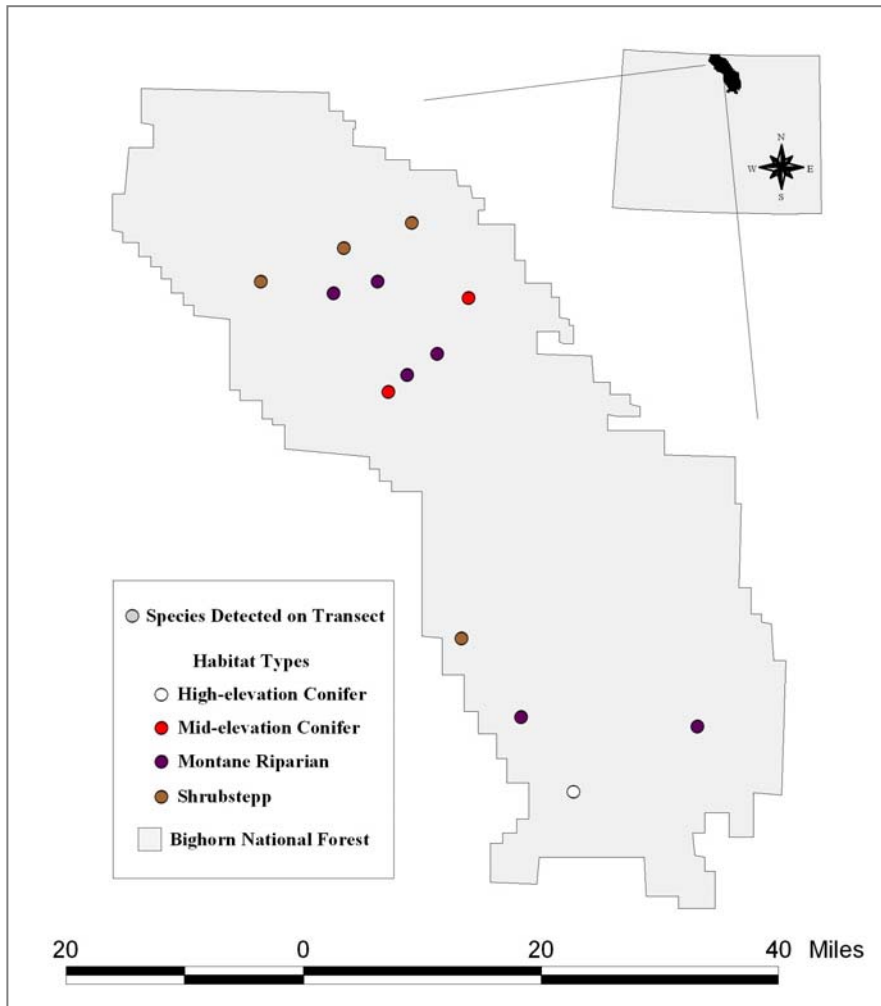 N
W E
S
Species Detected on Transect
Habitat Types
High-elevation Conifer
Mid-elevation Conifer
Montane Riparian
Shrubstepp
Bighorn National Forest
20 0 20 40 Miles